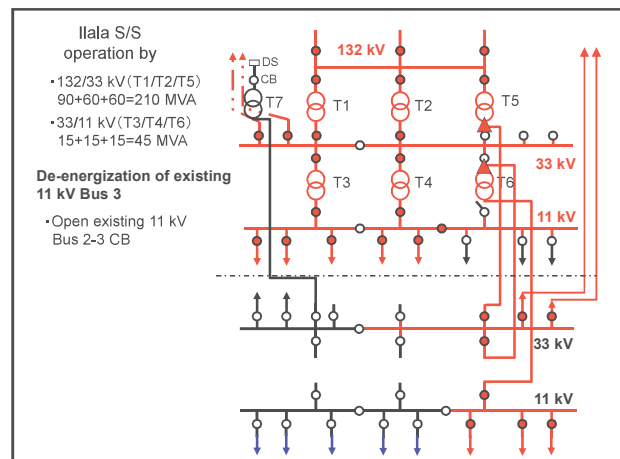 Ilala S/S
operation by
・132/33 kV(T1/T2/T5)
90+60+60=210 MVA
・33/11 kV(T3/T4/T6)
15+15+15=45 MVA
De-energization of existing
11 kV Bus 3
・Open existing 11 kV
Bus 2-3 CB
DS
CB
T7
132 kV
T1
T2
T5
33 kV
T3
T4
T6
11 kV
33 kV
11 kV